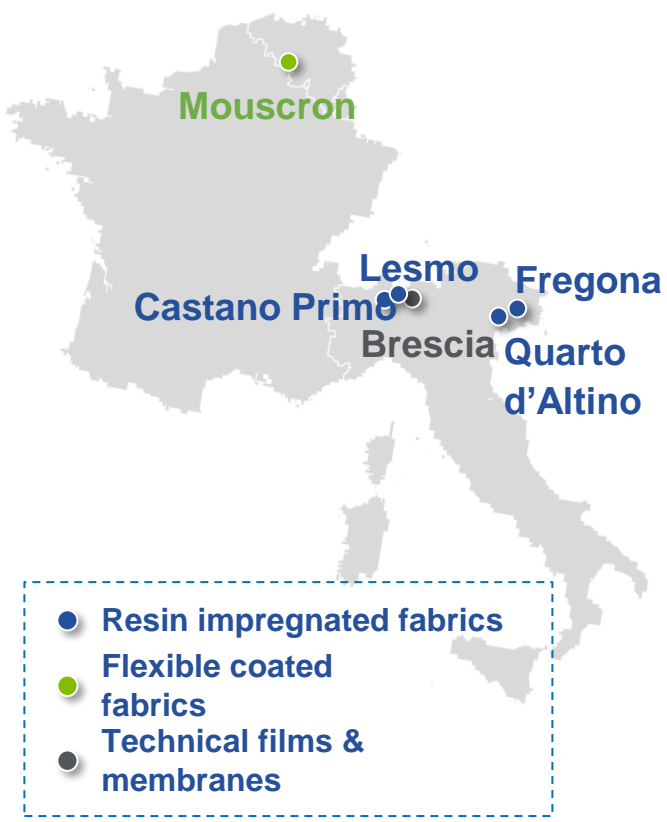 Mouscron
Lesmo
Fregona
Castano Primo
Brescia
Quarto
d’Altino
Resin impregnated fabrics
Flexible coated
fabrics
Technical films &
membranes